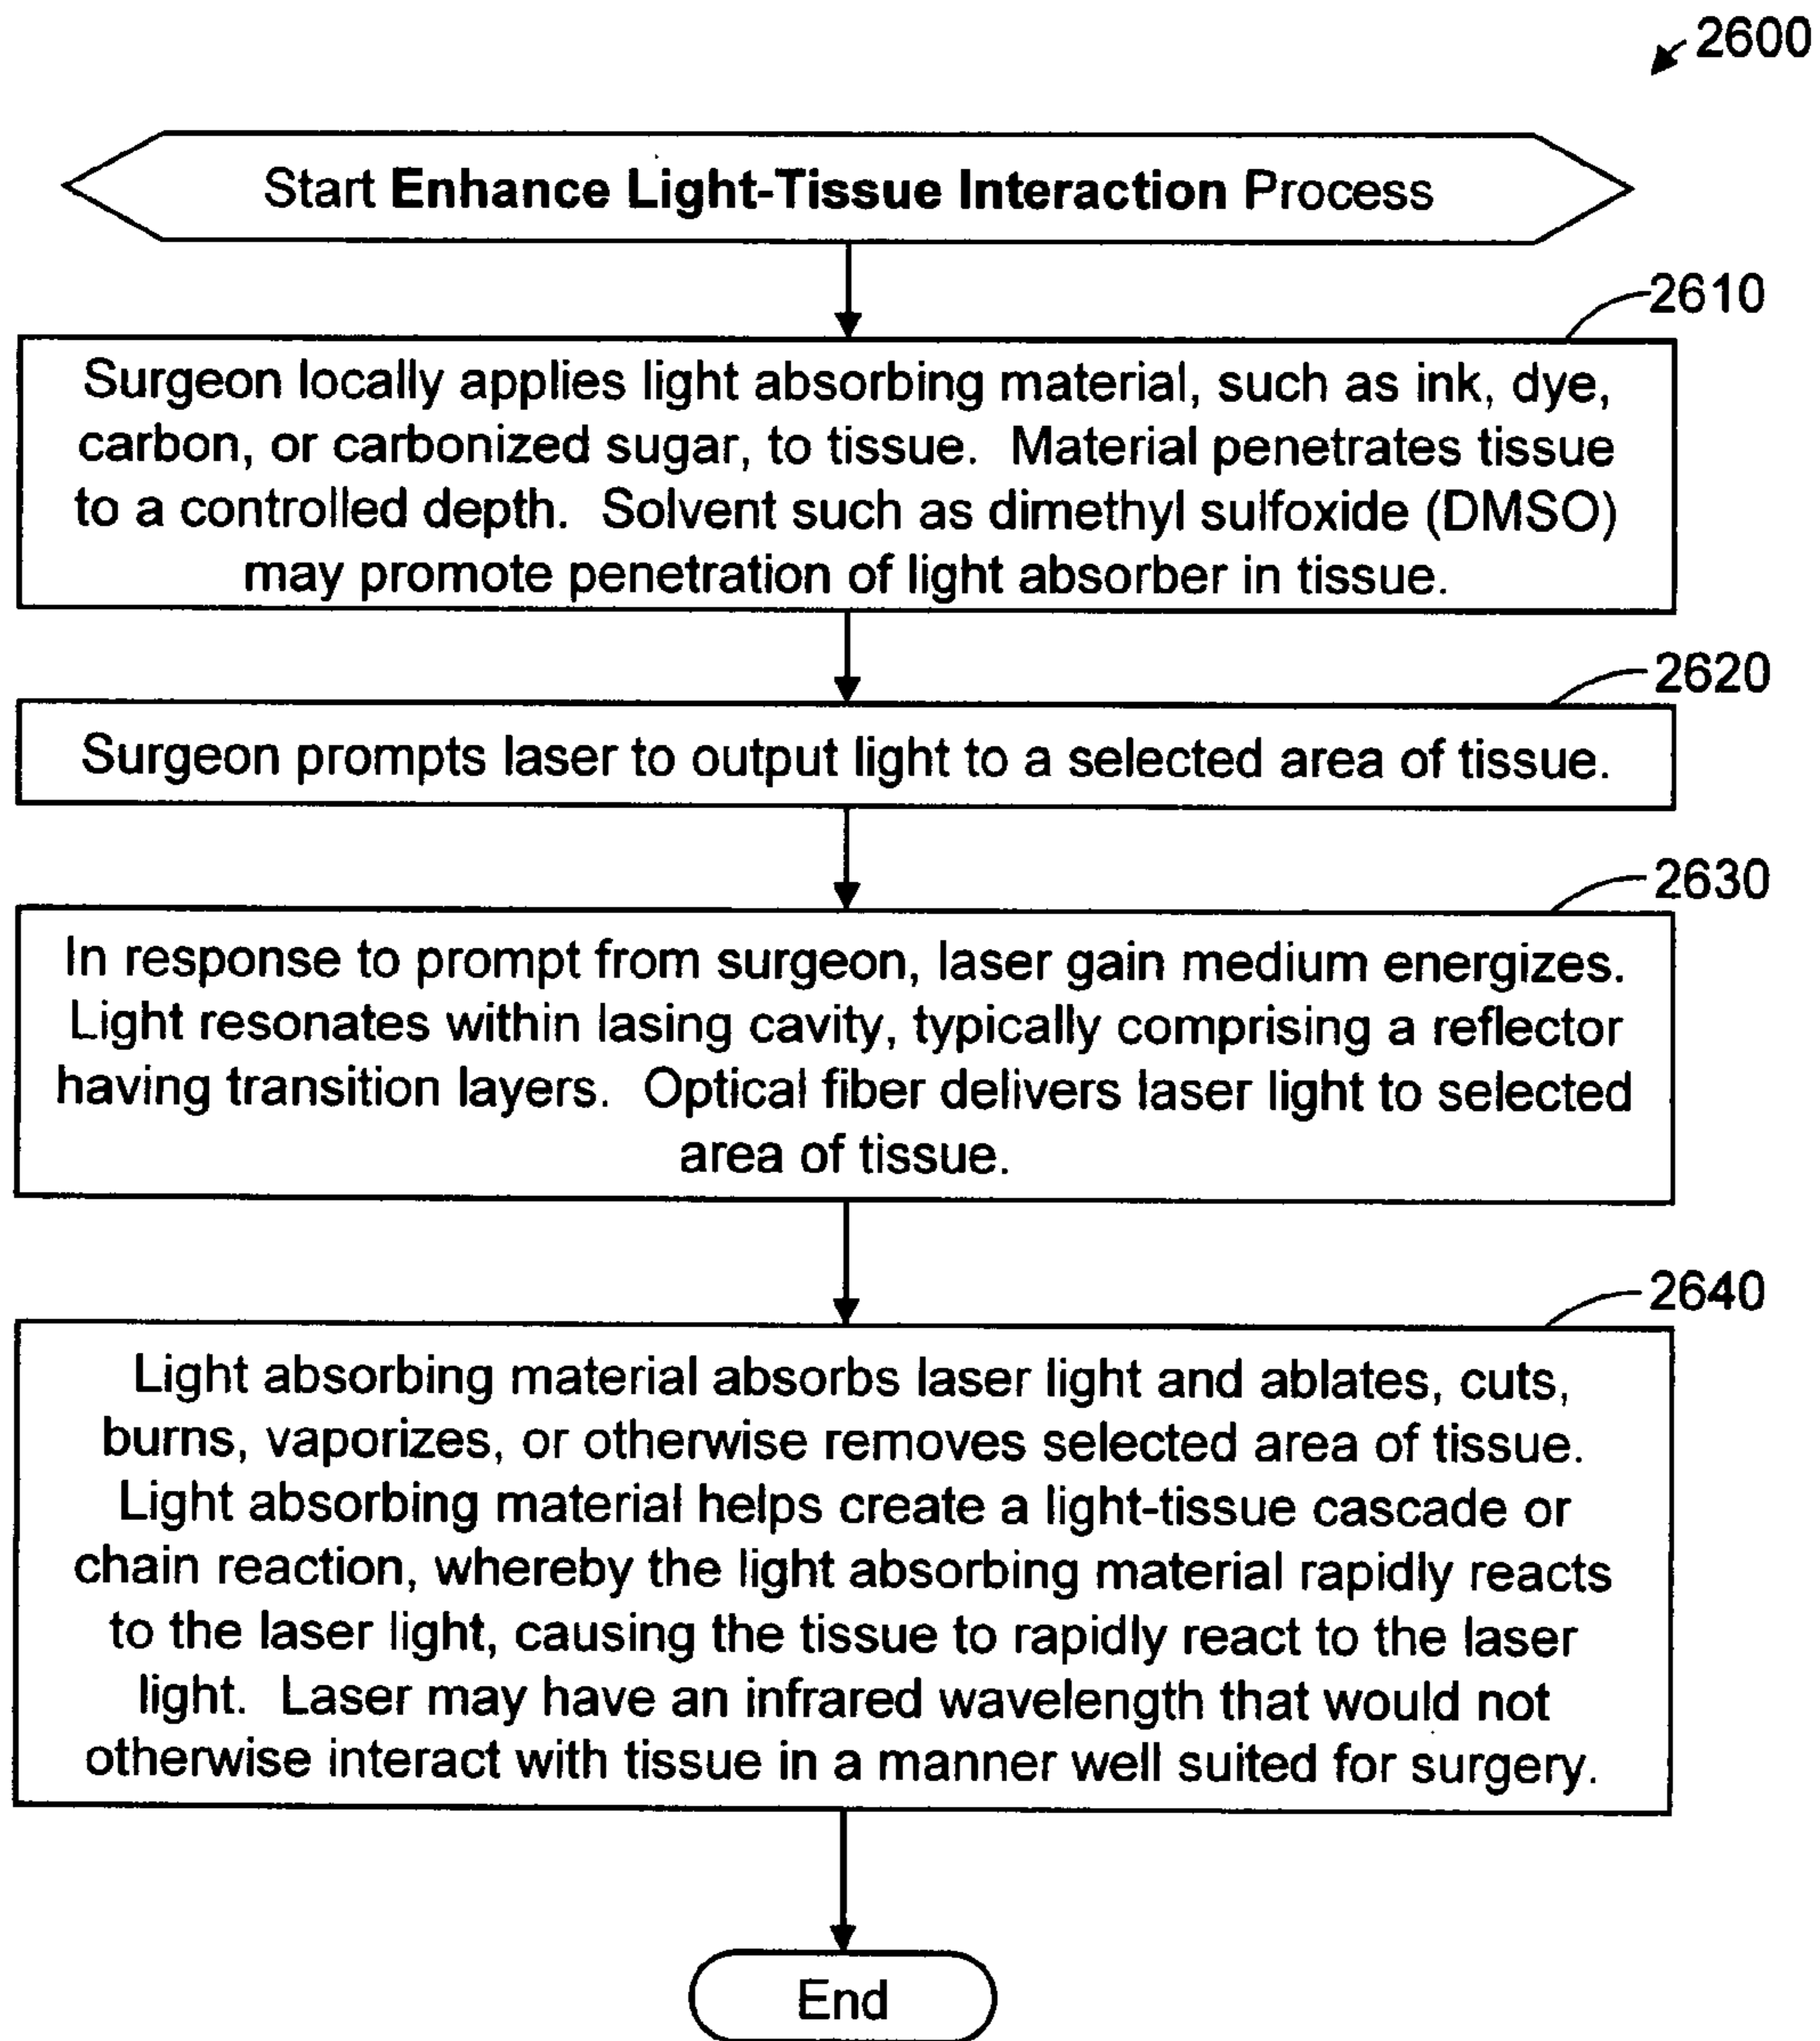 2600
Start Enhance Light-Tissue Interaction Process
2610
Surgeon locally applies light absorbing material, such as ink, dye,
carbon, or carbonized sugar, to tissue. Material penetrates tissue
to a controlled depth. Solvent such as dimethyl sulfoxide (DMSO)
may promote penetration of light absorber in tissue.
2620
Surgeon prompts laser to output light to a selected area of tissue.
2630
In response to prompt from surgeon, laser gain medium energizes.
Light resonates within lasing cavity, typically comprising a reflector
having transition layers. Optical fiber delivers laser light to selected
area of tissue.
2640
Light absorbing material absorbs laser light and ablates, cuts,
burns, vaporizes, or otherwise removes selected area of tissue.
Light absorbing material helps create a light-tissue cascade or
chain reaction, whereby the light absorbing material rapidly reacts
to the laser light, causing the tissue to rapidly react to the laser
light. Laser may have an infrared wavelength that would not
otherwise interact with tissue in a manner well suited for surgery.
End